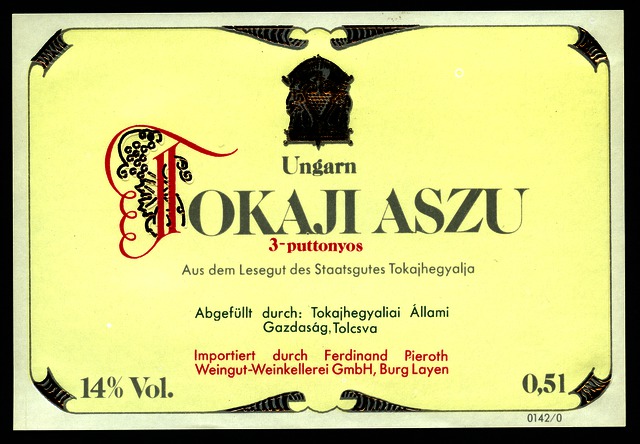 Ungarn
TOKAJI ASZU
3-puttonyos
Aus dem Lesegut des Staatsgutes Tokajhegyalja
Abgefüllt durch: Tokajhegyaliai Állami
Gazdaság, Tolcsva
Importiert durch Ferdinand Pieroth
Weingut-Weinkellerei GmbH, Burg Layen
14% Vol.
0,5l
0142/0